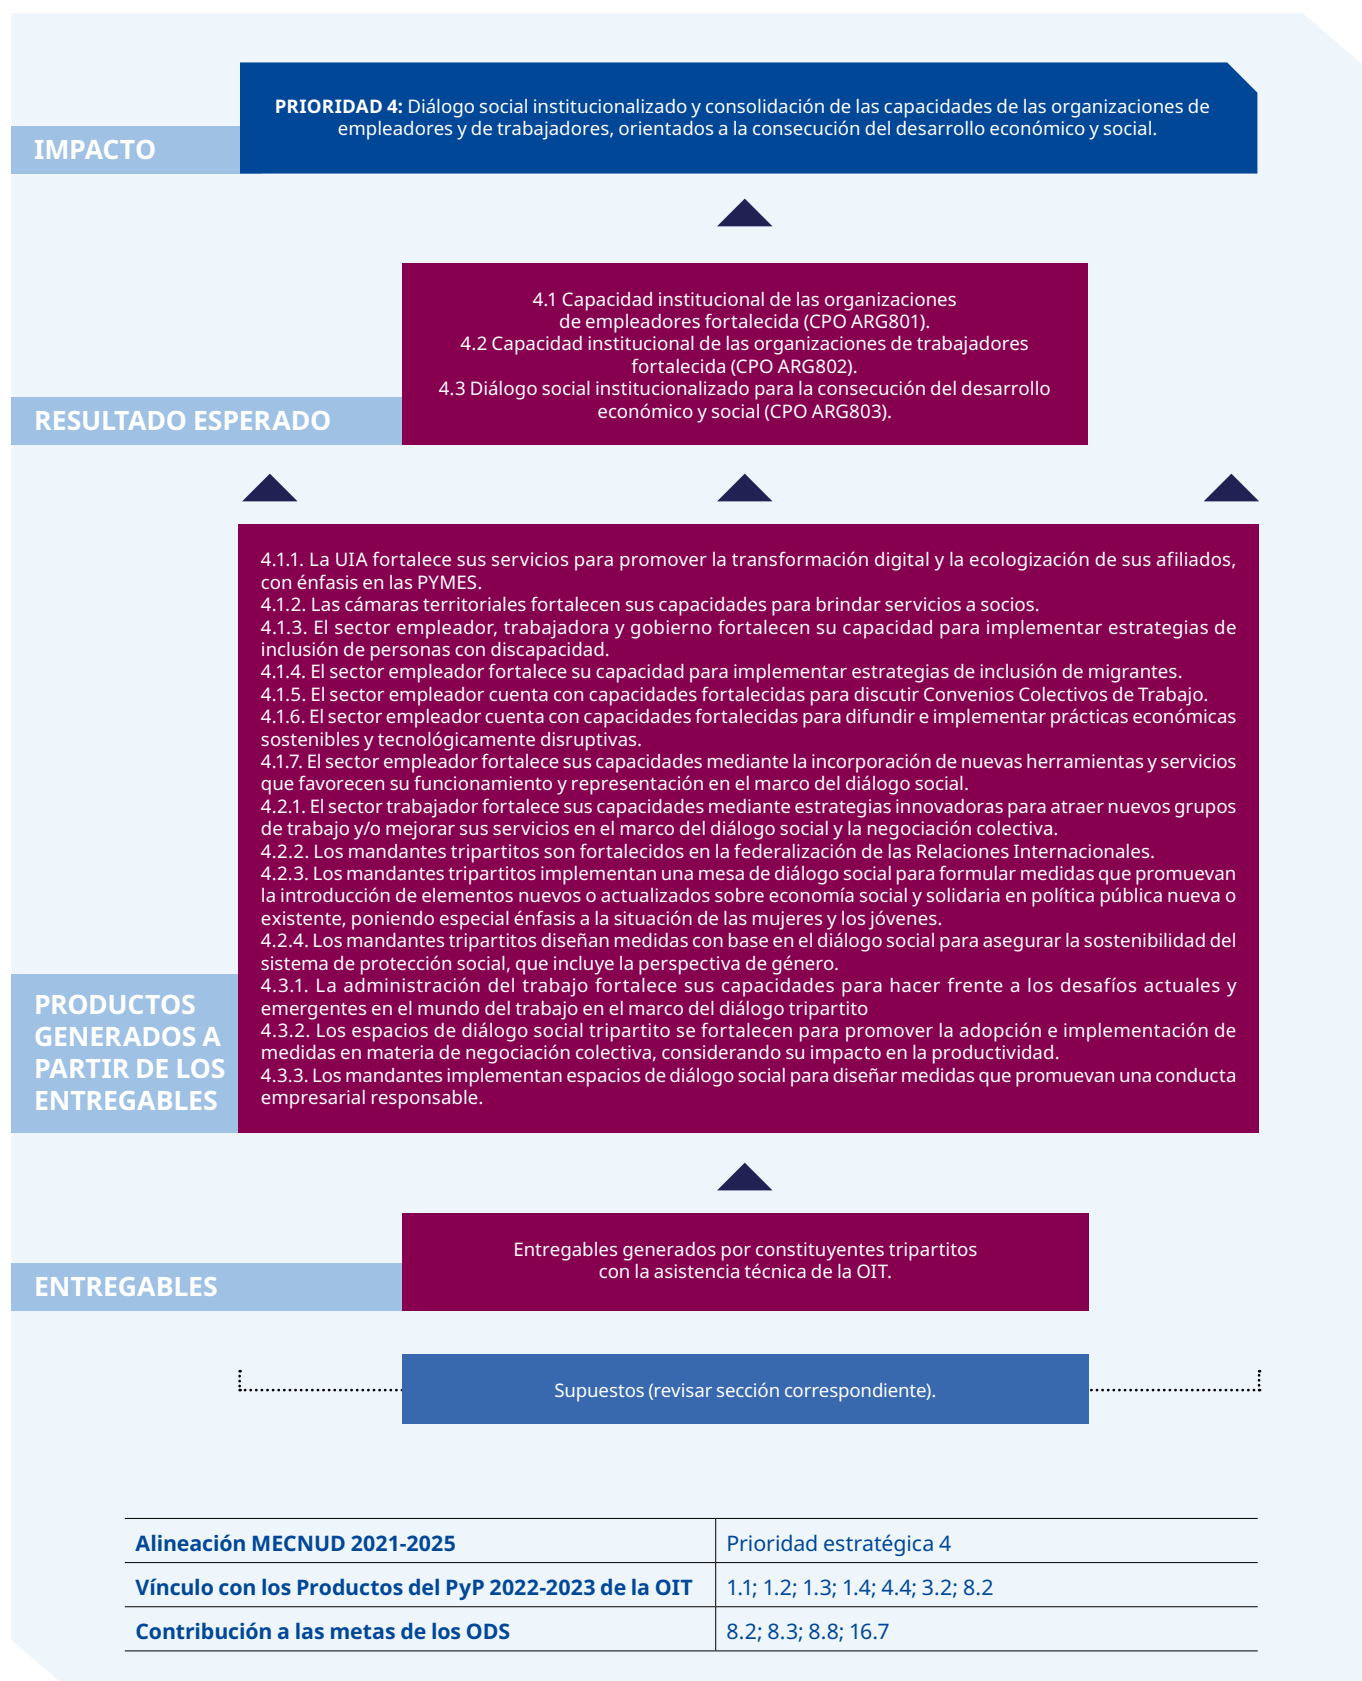 PRIORIDAD 4: Diálogo social institucionalizado y consolidación de las capacidades de las organizaciones de
empleadores y de trabajadores, orientados a la consecución del desarrollo económico y social.
IMPACTO
4.1 Capacidad institucional de las organizaciones
de empleadores fortalecida (CPO ARG801).
4.2 Capacidad institucional de las organizaciones de trabajadores
fortalecida (CPO ARG802).
4.3 Diálogo social institucionalizado para la consecución del desarrollo
económico y social (CPO ARG803).
RESULTADO ESPERADO
4.1.1. La UIA fortalece sus servicios para promover la transformación digital y la ecologización de sus afiliados,
con énfasis en las PYMES.
4.1.2. Las cámaras territoriales fortalecen sus capacidades para brindar servicios a socios.
4.1.3. El sector empleador, trabajadora y gobierno fortalecen su capacidad para implementar estrategias de
inclusión de personas con discapacidad.
4.1.4. El sector empleador fortalece su capacidad para implementar estrategias de inclusión de migrantes.
4.1.5. El sector empleador cuenta con capacidades fortalecidas para discutir Convenios Colectivos de Trabajo.
4.1.6. El sector empleador cuenta con capacidades fortalecidas para difundir e implementar prácticas económicas
sostenibles y tecnológicamente disruptivas.
4.1.7. El sector empleador fortalece sus capacidades mediante la incorporación de nuevas herramientas y servicios
que favorecen su funcionamiento y representación en el marco del diálogo social.
4.2.1. El sector trabajador fortalece sus capacidades mediante estrategias innovadoras para atraer nuevos grupos
de trabajo y/o mejorar sus servicios en el marco del diálogo social y la negociación colectiva.
4.2.2. Los mandantes tripartitos son fortalecidos en la federalización de las Relaciones Internacionales.
4.2.3. Los mandantes tripartitos implementan una mesa de diálogo social para formular medidas que promuevan
la introducción de elementos nuevos o actualizados sobre economía social y solidaria en política pública nueva o
existente, poniendo especial énfasis a la situación de las mujeres y los jóvenes.
4.2.4. Los mandantes tripartitos diseñan medidas con base en el diálogo social para asegurar la sostenibilidad del
sistema de protección social, que incluye la perspectiva de género.
4.3.1. La administración del trabajo fortalece sus capacidades para hacer frente a los desafíos actuales y
emergentes en el mundo del trabajo en el marco del diálogo tripartito
4.3.2. Los espacios de diálogo social tripartito se fortalecen para promover la adopción e implementación de
medidas en materia de negociación colectiva, considerando su impacto en la productividad.
4.3.3. Los mandantes implementan espacios de diálogo social para diseñar medidas que promuevan una conducta
empresarial responsable.
PRODUCTOS
GENERADOS A
PARTIR DE LOS
ENTREGABLES
Entregables generados por constituyentes tripartitos
con la asistencia técnica de la OIT.
ENTREGABLES
Supuestos (revisar sección correspondiente).
Alineación MECNUD 2021-2025 Prioridad estratégica 4
Vínculo con los Productos del PyP 2022-2023 de la OIT 1.1; 1.2; 1.3; 1.4; 4.4; 3.2; 8.2
Contribución a las metas de los ODS 8.2; 8.3; 8.8; 16.7